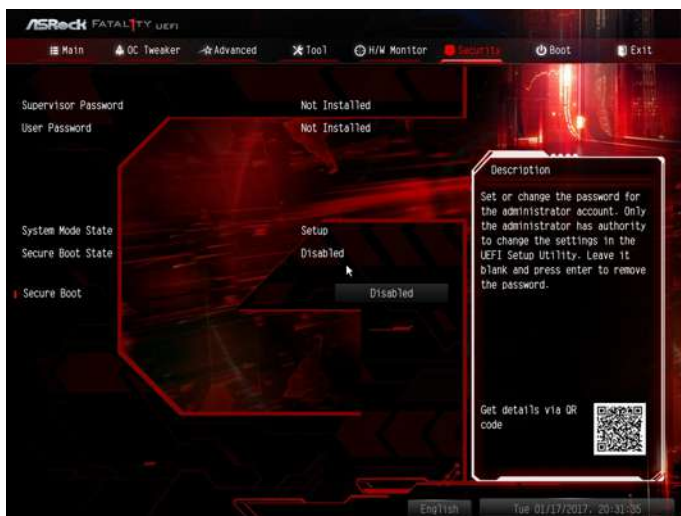 ASRock FATAL1TY UEFI
Main OC Tweaker Advanced Tool H/W Monitor Security Boot Exit
Supervisor Password Not Installed
User Password Not Installed
System Mode State Setup
Secure Boot State Disabled
Secure Boot Disabled
Description
Set or change the password for
the administrator account. Only
the administrator has authority
to change the settings in the
UEFI Setup Utility. Leave it
blank and press enter to remove
the password.
Get details via QR
code
English Tue 01/17/2017, 20:31:35